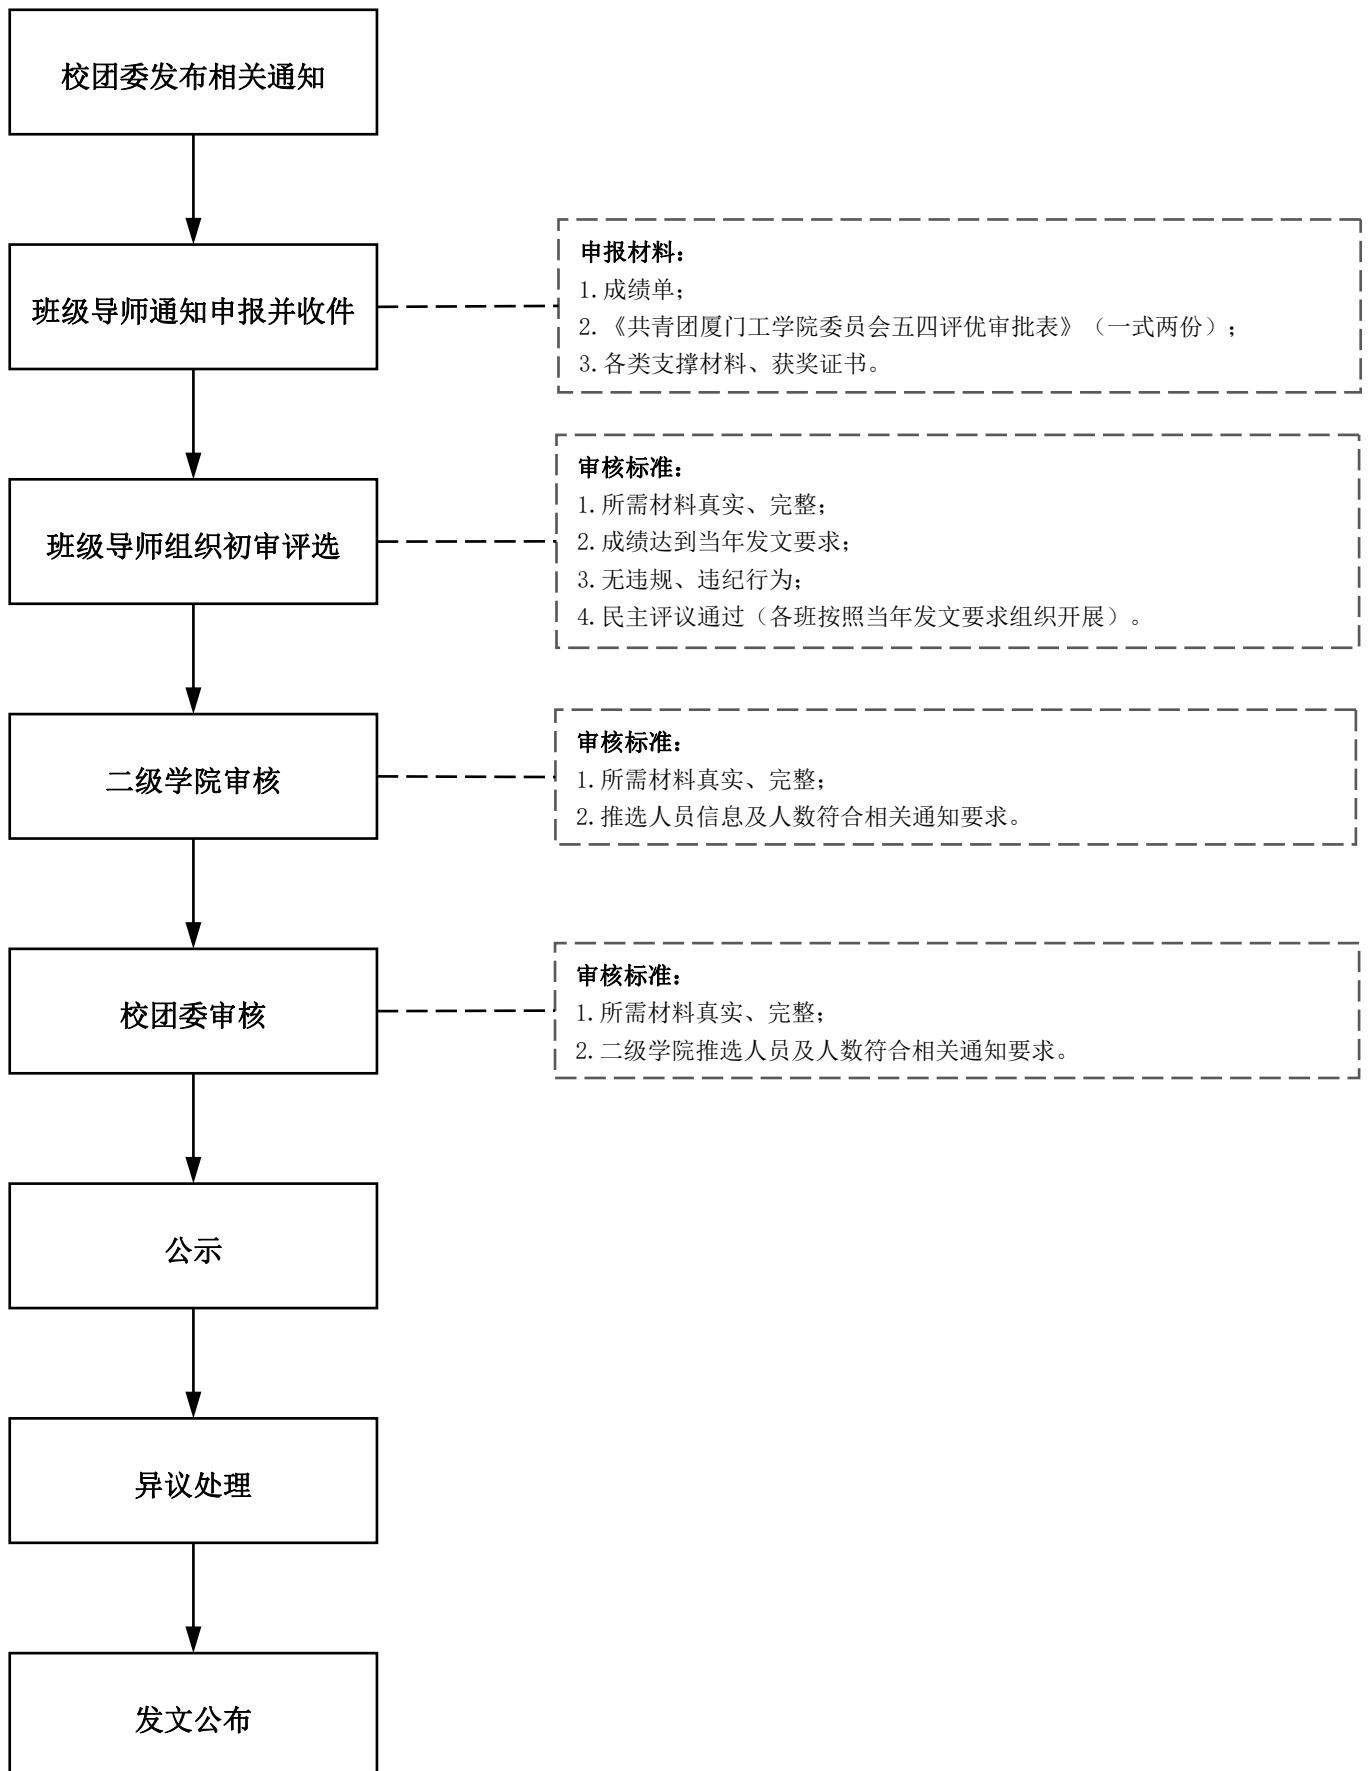 校团委发布相关通知
班级导师通知申报并收件
申报材料：
1.成绩单；
2.《共青团厦门工学院委员会五四评优审批表》（一式两份）；
3.各类支撑材料、获奖证书。
班级导师组织初审评选
审核标准：
1.所需材料真实、完整；
2.成绩达到当年发文要求；
3.无违规、违纪行为；
4.民主评议通过（各班按照当年发文要求组织开展）。
二级学院审核
审核标准：
1.所需材料真实、完整；
2.推选人员信息及人数符合相关通知要求。
校团委审核
审核标准：
1.所需材料真实、完整；
2.二级学院推选人员及人数符合相关通知要求。
公示
异议处理
发文公布